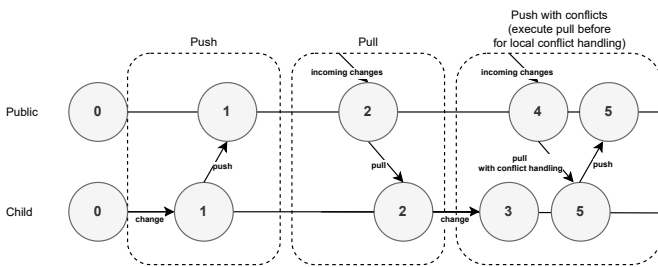 Push with conflicts
(execute pull before
for local conflict handling)
Push
Pull
incoming changes
incoming changes
Public
0
1
2
4
5
push
pull
pull
with conflict handling
push
Child
0
change
1
2
change
3
5